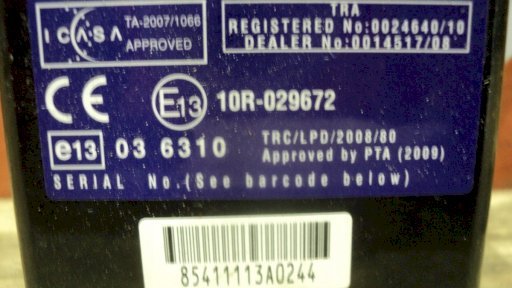 ICASA TA-2007/1066
APPROVED
TRA
REGISTERED No:0024640/10
DEALER No:0014517/08
CE E13 10R-029672
e13 03 6310 TRC/LPD/2008/80
Approved by PTA (2009)
SERIAL No.(See barcode below)
85411113A0244